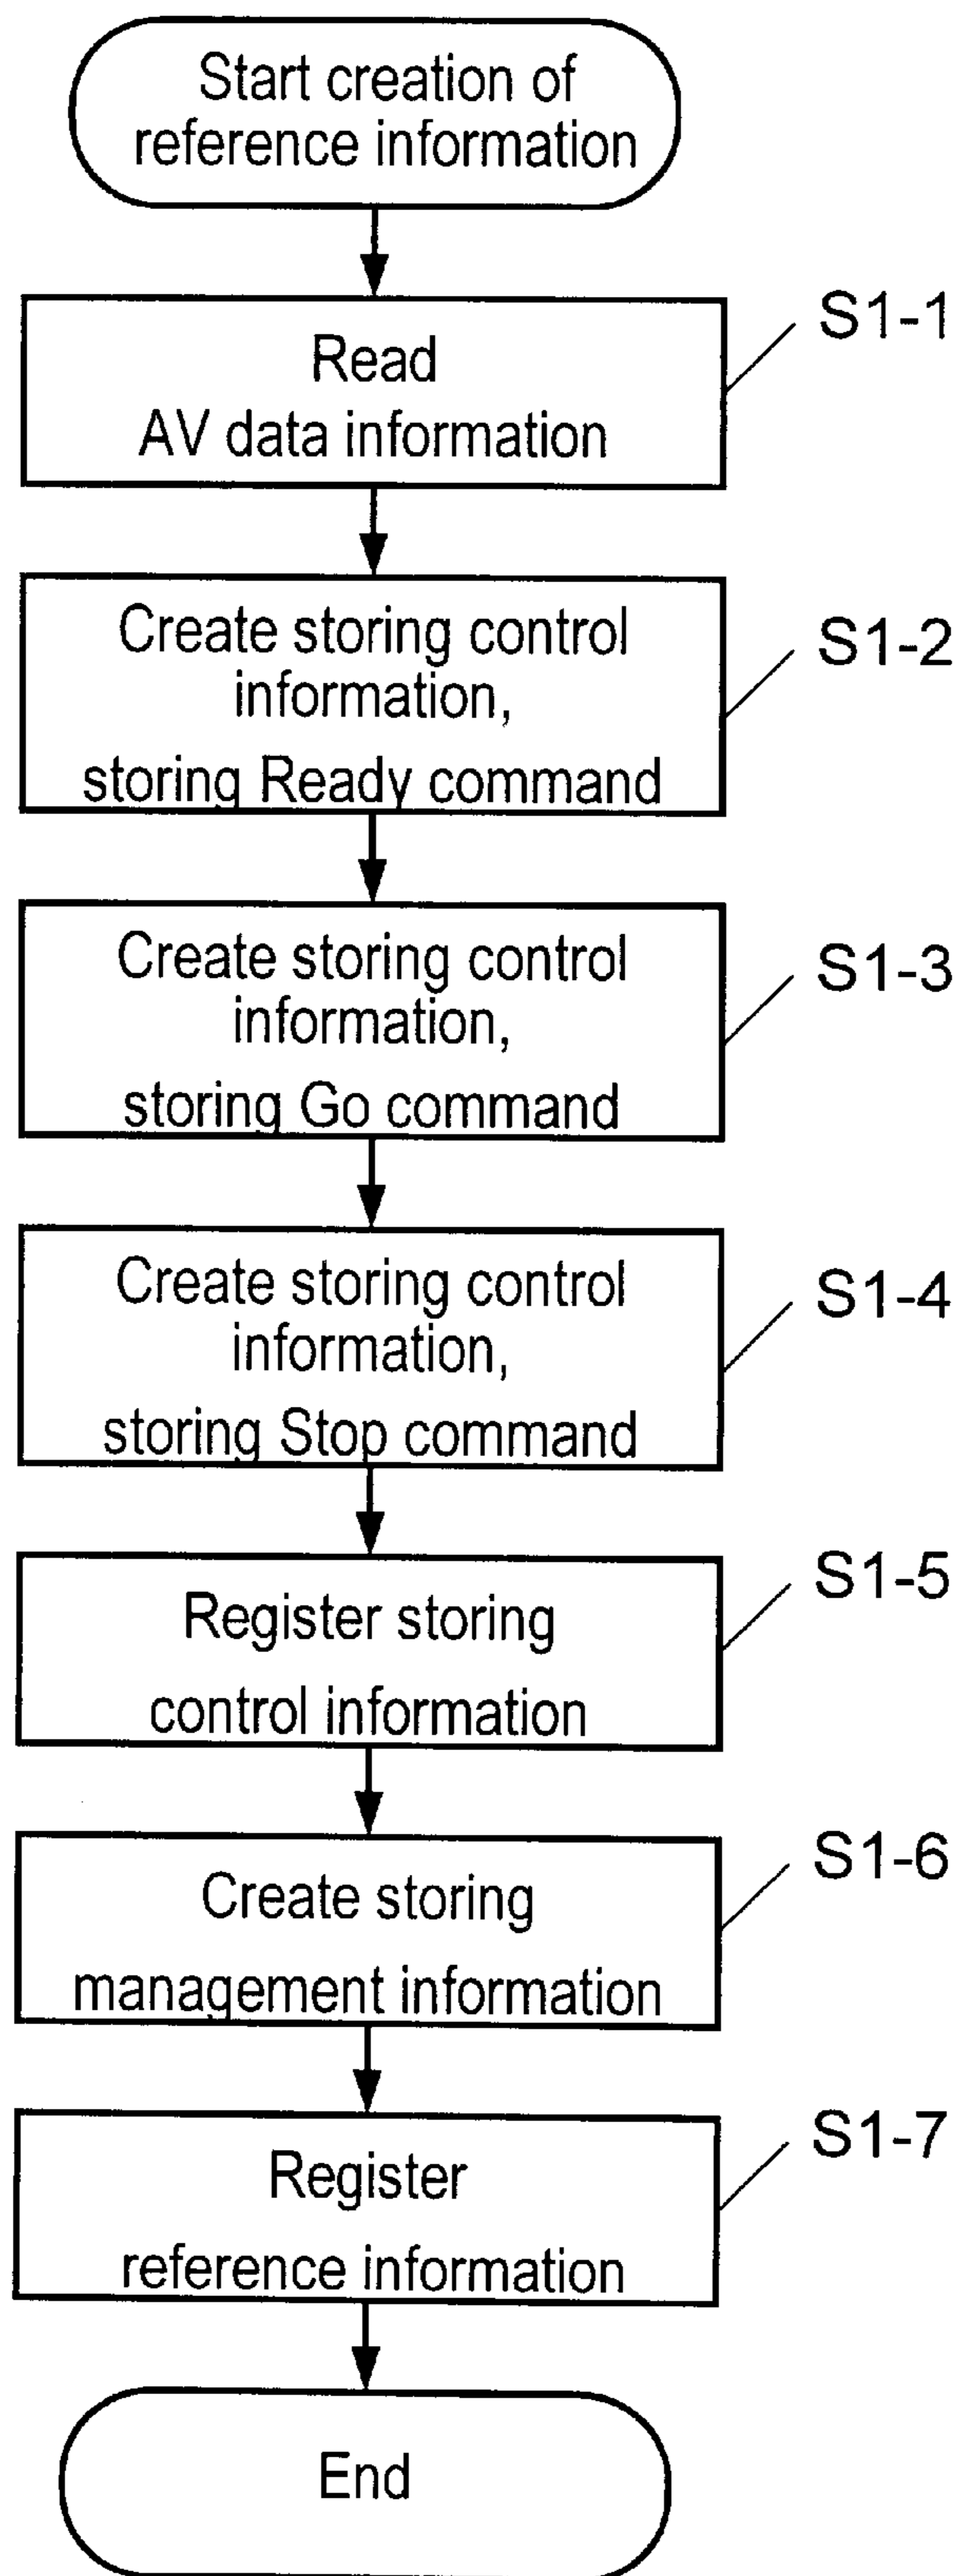 Start creation of
reference information
Read
AV data information
S1-1
Create storing control
information,
storing Ready command
S1-2
Create storing control
information,
storing Go command
S1-3
Create storing control
information,
storing Stop command
S1-4
Register storing
control information
S1-5
Create storing
management information
S1-6
Register
reference information
S1-7
End